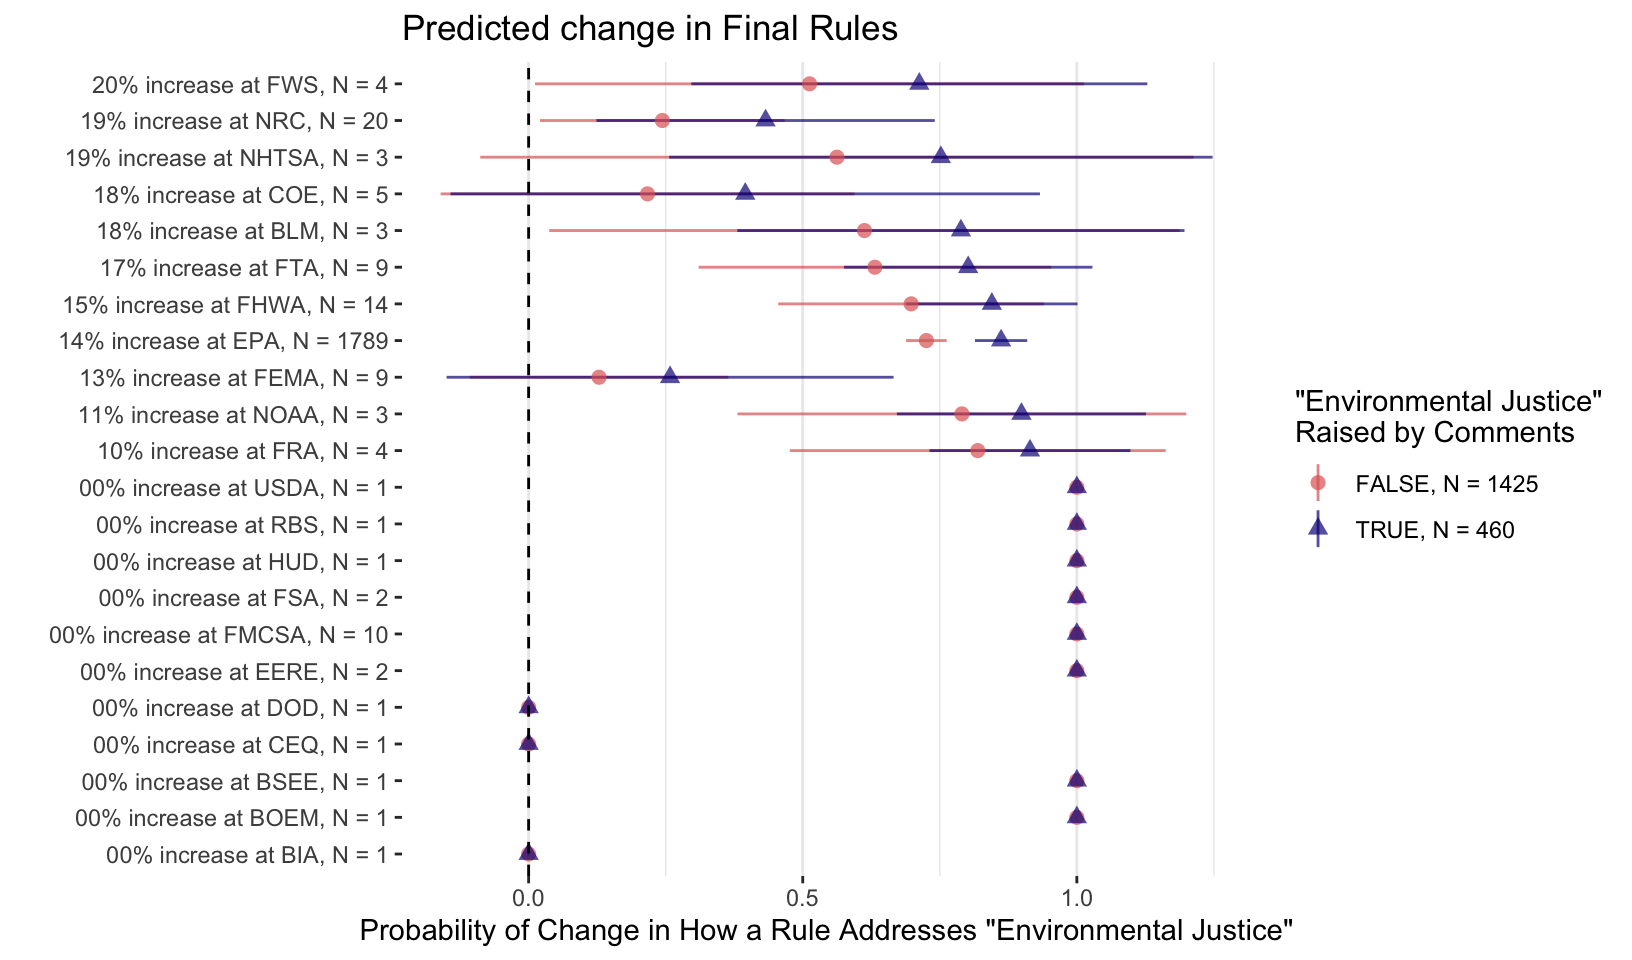 Predicted change in Final Rules
20% increase at FWS, N = 4
19% increase at NRC, N = 20
19% increase at NHTSA, N = 3
18% increase at COE, N = 5
18% increase at BLM, N = 3
17% increase at FTA, N = 9
15% increase at FHWA, N = 14
14% increase at EPA, N = 1789
13% increase at FEMA, N = 9
11% increase at NOAA, N = 3
10% increase at FRA, N = 4
00% increase at USDA, N = 1
00% increase at RBS, N = 1
00% increase at HUD, N = 1
00% increase at FSA, N = 2
00% increase at FMCSA, N = 10
00% increase at EERE, N = 2
00% increase at DOD, N = 1
00% increase at CEQ, N = 1
00% increase at BSEE, N = 1
00% increase at BOEM, N = 1
00% increase at BIA, N = 1
0.0 0.5 1.0
Probability of Change in How a Rule Addresses "Environmental Justice"
"Environmental Justice"
Raised by Comments
FALSE, N = 1425
TRUE, N = 460